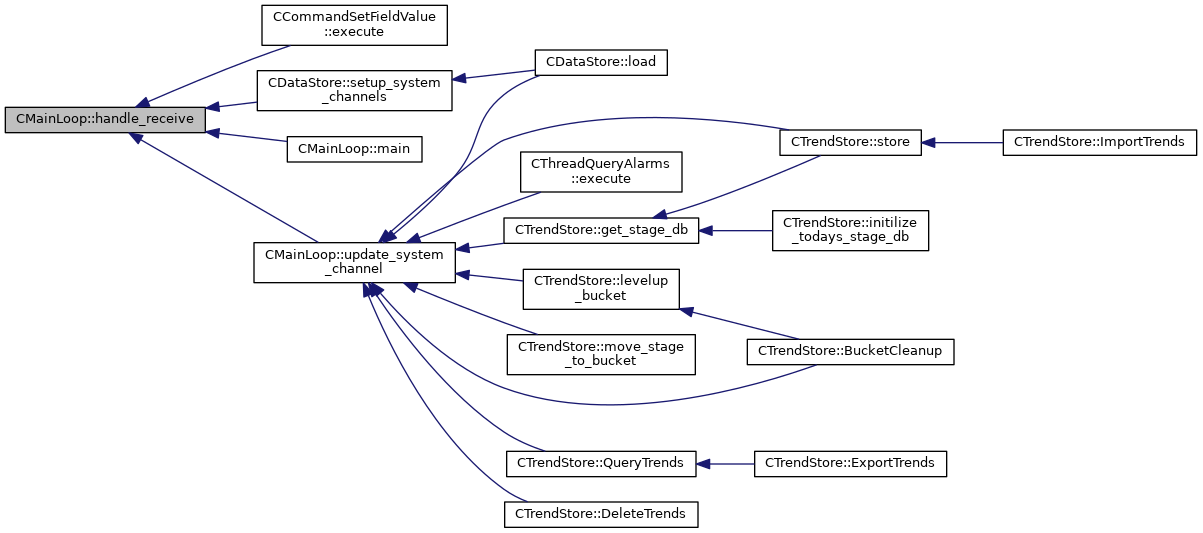 CCommandSetFieldValue
::execute
CDataStore::load
CDataStore::setup_system
_channels
CMainLoop::handle_receive
CMainLoop::main
CTrendStore::store
CTrendStore::ImportTrends
CThreadQueryAlarms
::execute
CTrendStore::get_stage_db
CTrendStore::initilize
_todays_stage_db
CMainLoop::update_system
_channel
CTrendStore::levelup
_bucket
CTrendStore::move_stage
_to_bucket
CTrendStore::BucketCleanup
CTrendStore::QueryTrends
CTrendStore::ExportTrends
CTrendStore::DeleteTrends